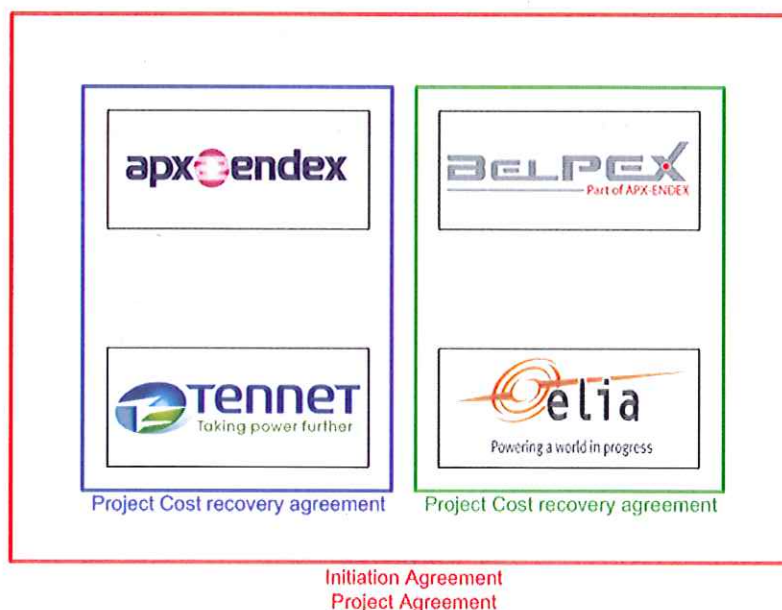 apx endex
BELPEX
Part of APX-ENDEX
TenneT
Taking power further
elia
Powering a world in progress
Project Cost recovery agreement
Project Cost recovery agreement
Initiation Agreement
Project Agreement